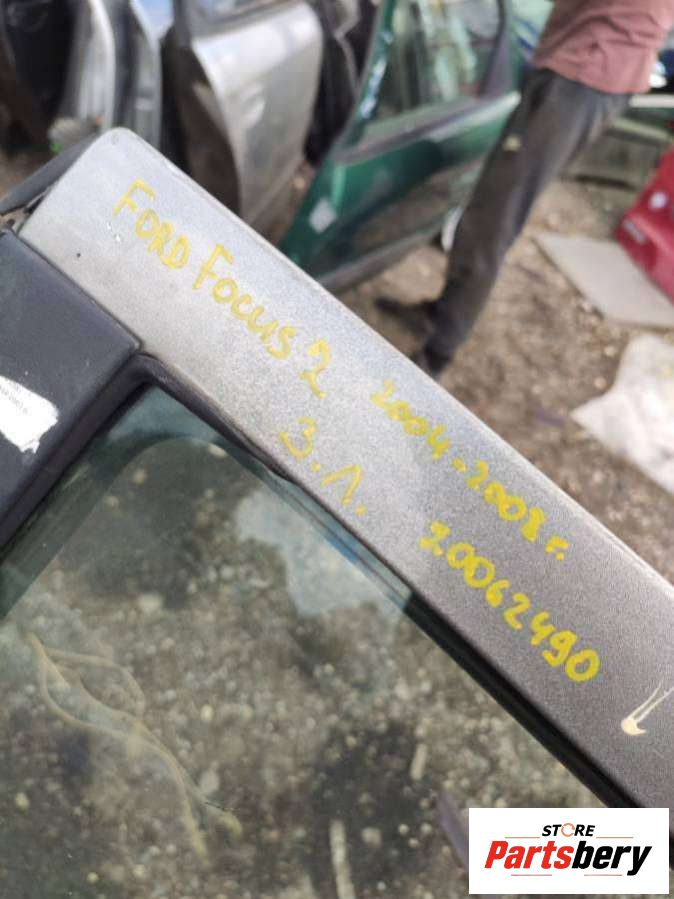 FORD FOCUS 2 2004-2008г.
З.Л. 20062490
STORE
Partsbery